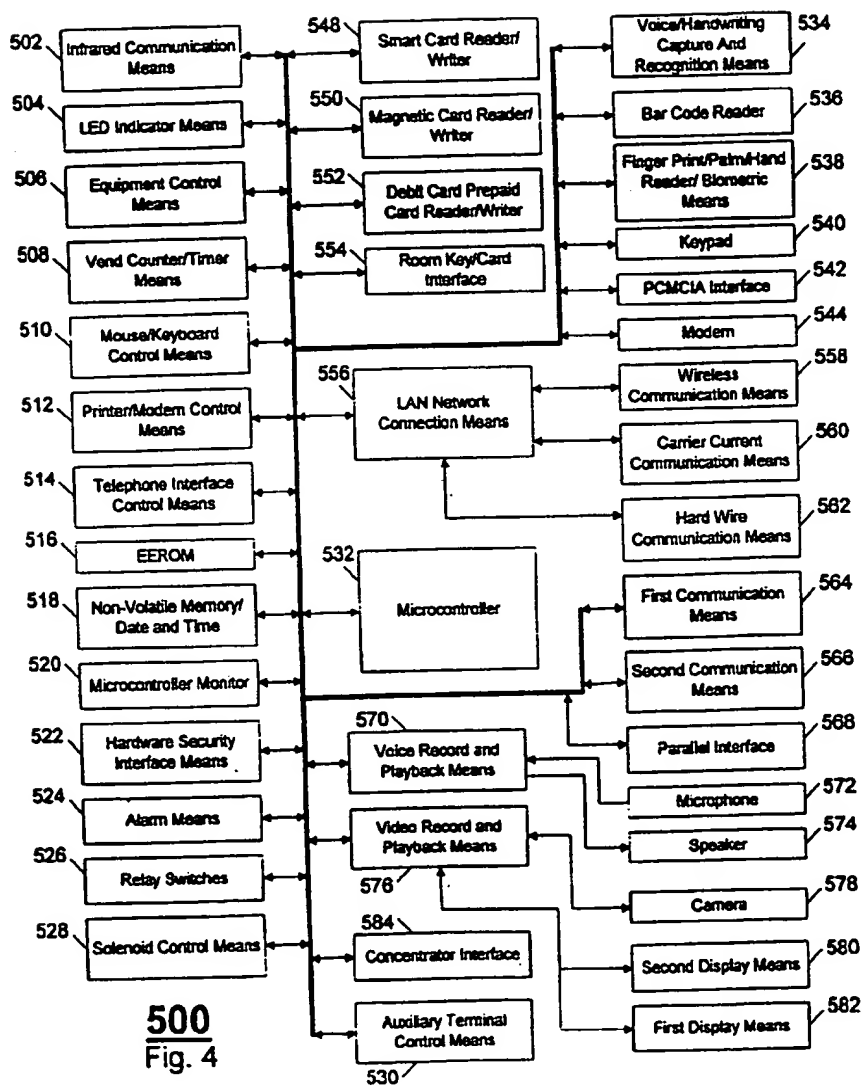 502
Infrared Communication
Means
504
LED Indicator Means
506
Equipment Control
Means
508
Vend Counter/Timer
Means
510
Mouse/Keyboard
Control Means
512
Printer/Modem Control
Means
514
Telephone Interface
Control Means
516
EEROM
518
Non-Volatile Memory/
Date and Time
520
Microcontroller Monitor
522
Hardware Security
Interface Means
524
Alarm Means
526
Relay Switches
528
Solenoid Control Means
500
Fig. 4
548
Smart Card Reader/
Writer
550
Magnetic Card Reader/
Writer
552
Debit Card Prepaid
Card Reader/Writer
554
Room Key/Card
Interface
556
LAN Network
Connection Means
532
Microcontroller
570
Voice Record and
Playback Means
Video Record and
Playback Means
576
584
Concentrator Interface
Auxiliary Terminal
Control Means
530
Voice/Handwriting
Capture And
Recognition Means
534
Bar Code Reader
536
Finger Print/Palm/Hand
Reader/ Biometric
Means
538
Keypad
540
PCMCIA Interface
542
Modem
544
Wireless
Communication Means
558
Carrier Current
Communication Means
560
Hard Wire
Communication Means
562
First Communication
Means
564
Second Communication
Means
566
Parallel Interface
568
Microphone
572
Speaker
574
Camera
578
Second Display Means
580
First Display Means
582